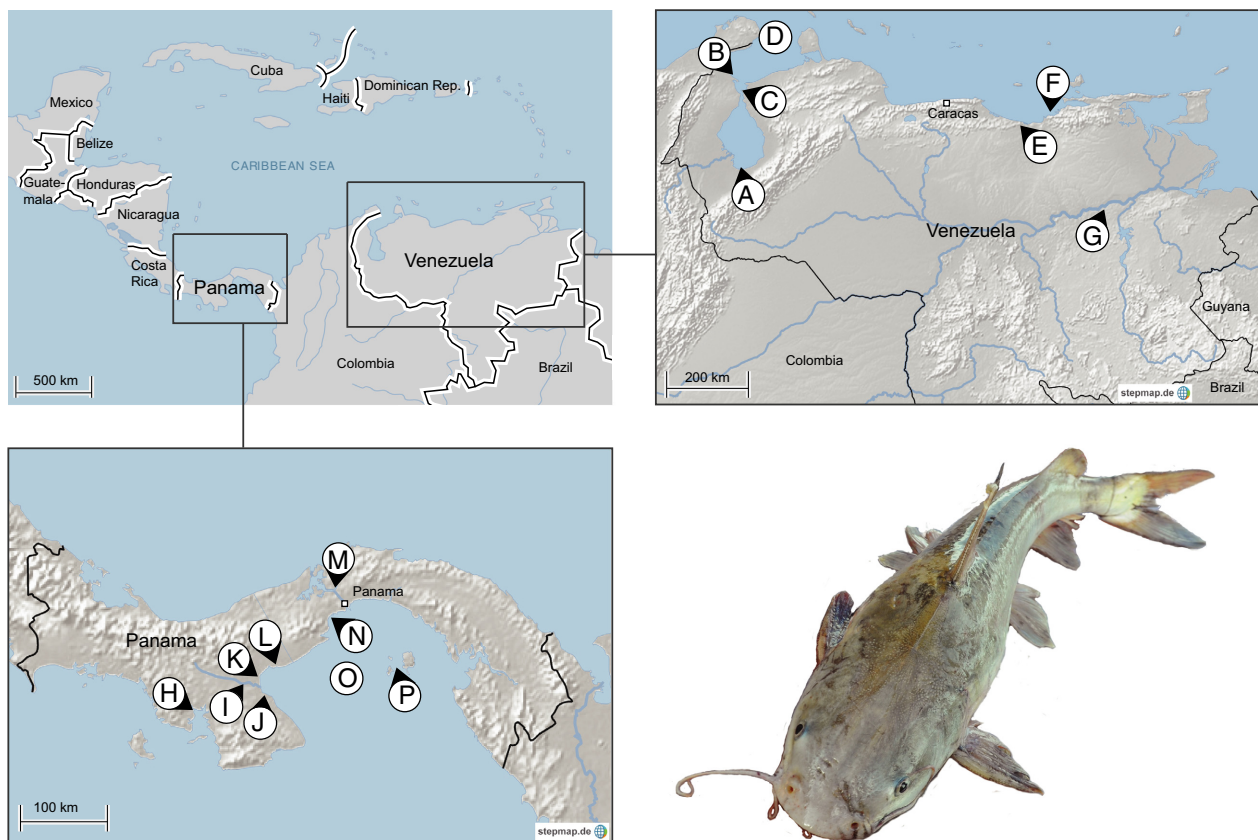 Cuba
Haiti
Dominican Rep.
Mexico
Belize
Guate-
mala
Honduras
Nicaragua
CARIBBEAN SEA
Costa
Rica
Panama
Venezuela
Colombia
Brazil
500 km
B
D
C
F
Caracas
E
A
Venezuela
G
Guyana
Colombia
200 km
Brazil
stepmap.de
M
Panama
Panama
L
N
K
O
H
I
J
P
100 km
stepmap.de